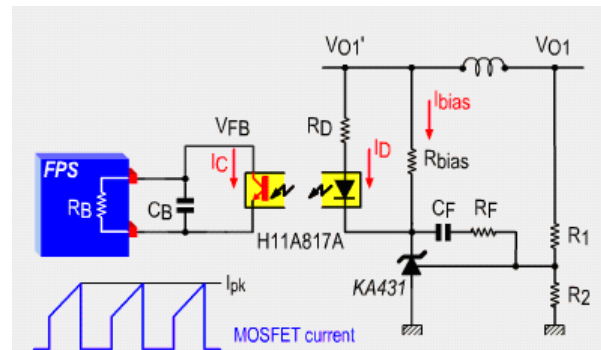 VO1'
VO1
Ibias
RD
ID
Rbias
VFB
IC
FPS
RB
CB
H11A817A
CF
RF
R1
KA431
R2
Ipk
MOSFET current